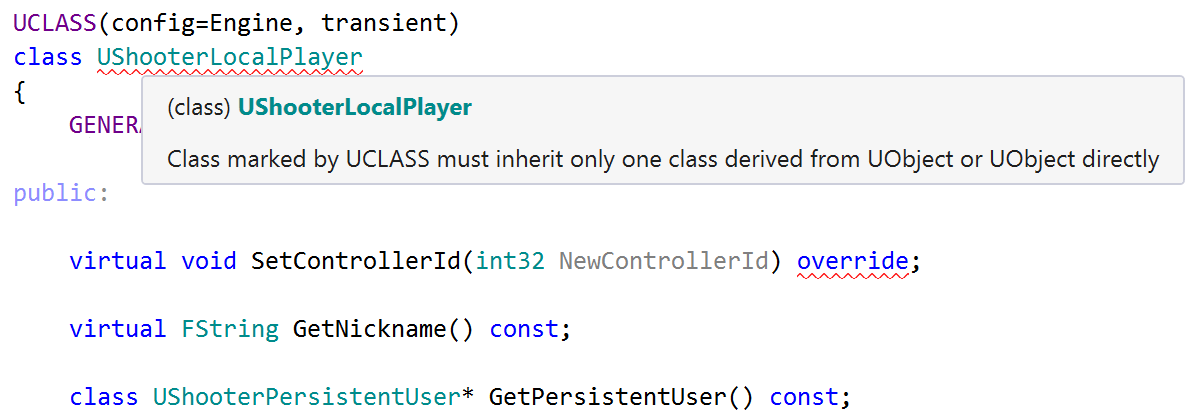 UCLASS(config=Engine, transient)
class UShooterLocalPlayer
{
(class) UShooterLocalPlayer
GENERA
Class marked by UCLASS must inherit only one class derived from UObject or UObject directly
public:
virtual void SetControllerId(int32 NewControllerId) override;
virtual FString GetNickname() const;
class UShooterPersistentUser* GetPersistentUser() const;